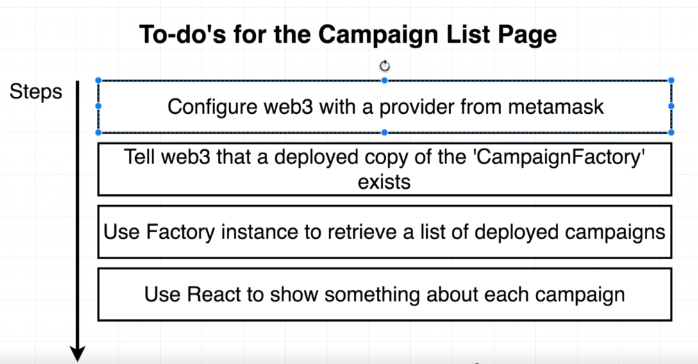 To-do's for the Campaign List Page
Steps
Configure web3 with a provider from metamask
Tell web3 that a deployed copy of the 'CampaignFactory'
exists
Use Factory instance to retrieve a list of deployed campaigns
Use React to show something about each campaign